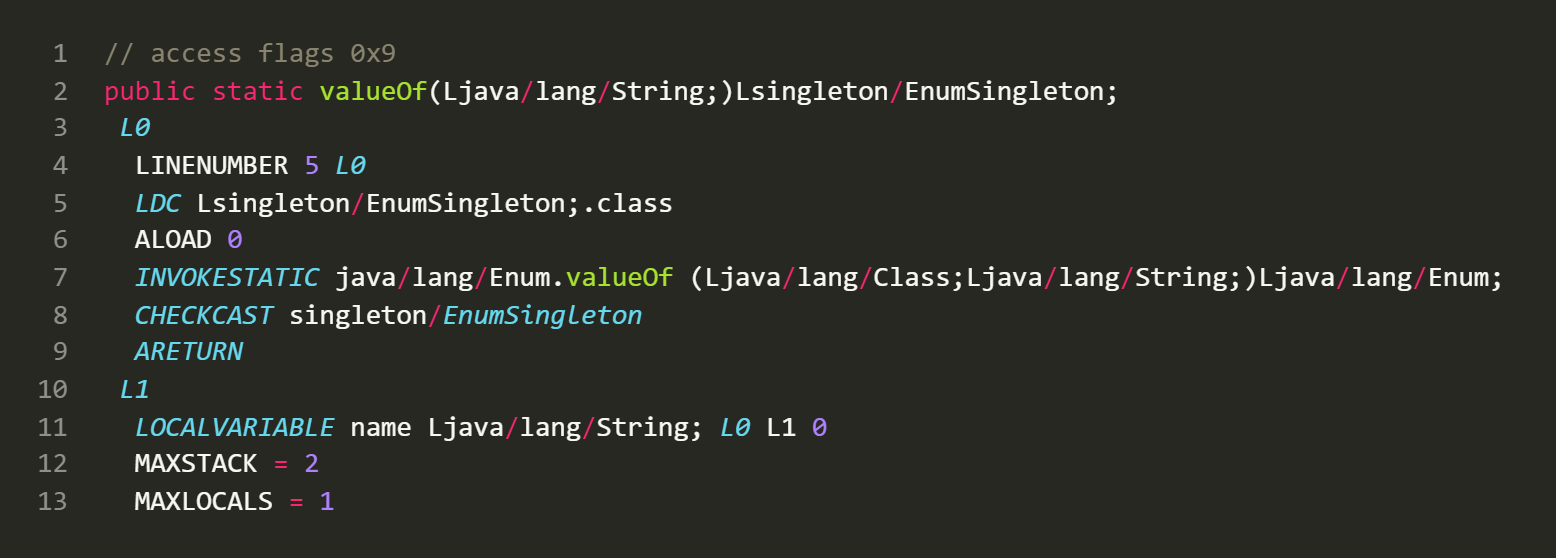 1 // access flags 0x9
2 public static valueOf(Ljava/lang/String;)Lsingleton/EnumSingleton;
3 L0
4 LINENUMBER 5 L0
5 LDC Lsingleton/EnumSingleton;.class
6 ALOAD 0
7 INVOKESTATIC java/lang/Enum.valueOf (Ljava/lang/Class;Ljava/lang/String;)Ljava/lang/Enum;
8 CHECKCAST singleton/EnumSingleton
9 ARETURN
10 L1
11 LOCALVARIABLE name Ljava/lang/String; L0 L1 0
12 MAXSTACK = 2
13 MAXLOCALS = 1